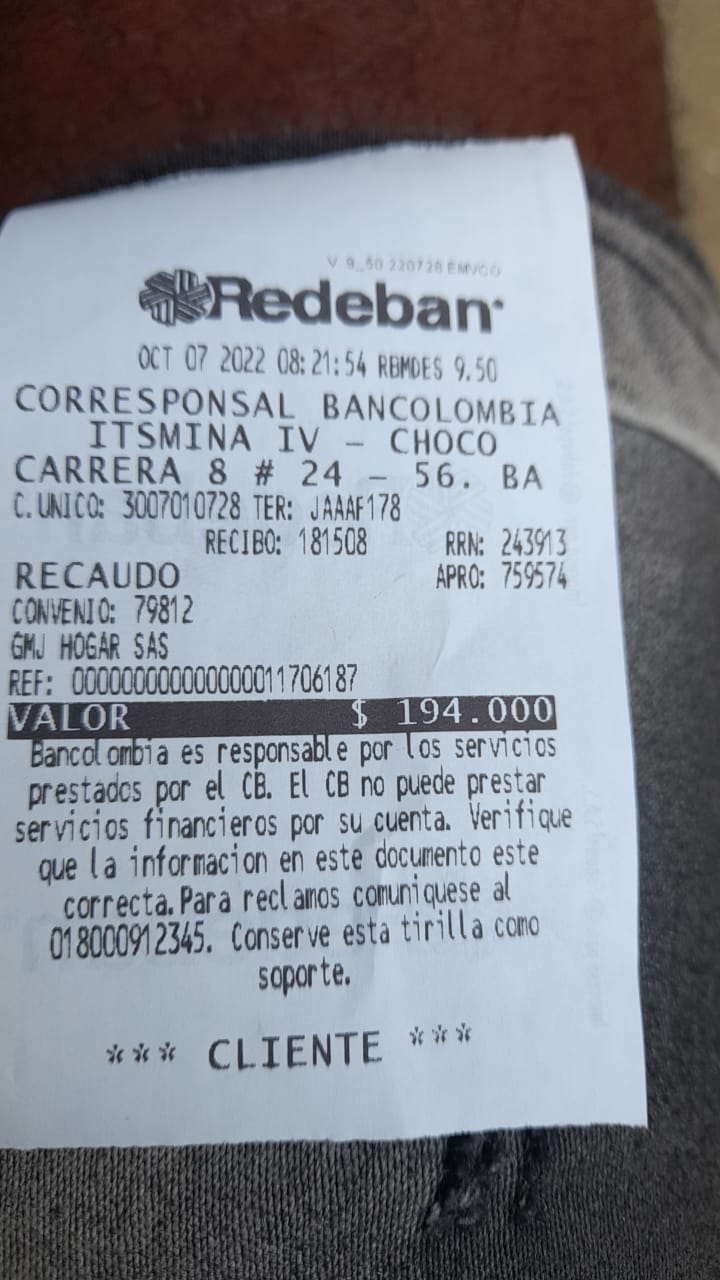 V 9_50 220728 EMVCO
Redeban
OCT 07 2022 08:21:54 RBMDES 9.50
CORRESPONSAL BANCOLOMBIA
ITSMINA IV - CHOCO
CARRERA 8 # 24 - 56. BA
C.UNICO: 3007010728 TER: JAAAF178
RECIBO: 181508 RRN: 243913
RECAUDO APRO: 759574
CONVENIO: 79812
GMJ HOGAR SAS
REF: 000000000000000011706187
VALOR $ 194.000
Bancolombia es responsable por los servicios
prestados por el CB. El CB no puede prestar
servicios financieros por su cuenta. Verifique
que la informacion en este documento este
correcta.Para reclamos comuniquese al
018000912345. Conserve esta tirilla como
soporte.
*** CLIENTE ***